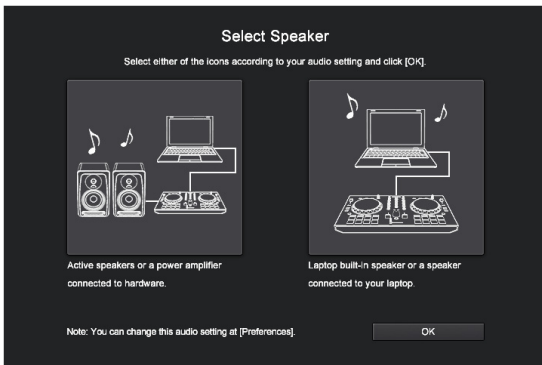 Select Speaker
Select either of the icons according to your audio setting and click [OK].
Active speakers or a power amplifier
connected to hardware.
Laptop built-in speaker or a speaker
connected to your laptop.
Note: You can change this audio setting at [Preferences].
OK